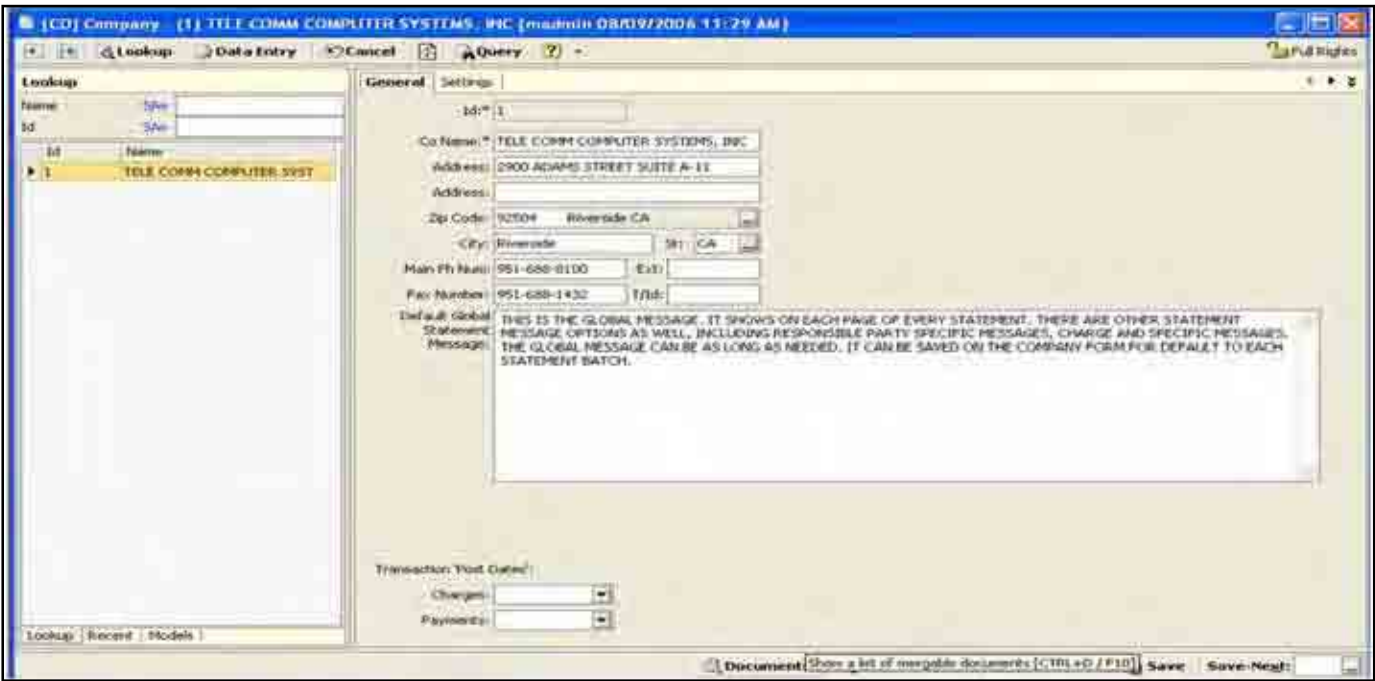 [CO] Company (1) TELE COMM COMPUTER SYSTEMS, INC [madmin 08/09/2006 11:29 AM]
Lookup Data Entry Cancel Query Full Rights
Lookup
Name S/w
Id S/w
Id Name
1 TELE COMM COMPUTER SYST
Lookup Recent Models
General Settings
Id:* 1
Co Name:* TELE COMM COMPUTER SYSTEMS, INC
Address: 2900 ADAMS STREET SUITE A-11
Address:
Zip Code: 92504 Riverside CA ...
City: Riverside St: CA ...
Main Ph Num: 951-688-0100 Ext:
Fax Number: 951-688-1432 T/Id:
Default Global Statement Message:
THIS IS THE GLOBAL MESSAGE. IT SHOWS ON EACH PAGE OF EVERY STATEMENT. THERE ARE OTHER STATEMENT
MESSAGE OPTIONS AS WELL, INCLUDING RESPONSIBLE PARTY SPECIFIC MESSAGES, CHARGE AND SPECIFIC MESSAGES.
THE GLOBAL MESSAGE CAN BE AS LONG AS NEEDED. IT CAN BE SAVED ON THE COMPANY FORM FOR DEFAULT TO EACH
STATEMENT BATCH.
Transaction 'Post Dates':
Charges:
Payments:
Document Show a list of mergable documents [CTRL+D / F10] Save Save-Next: ...